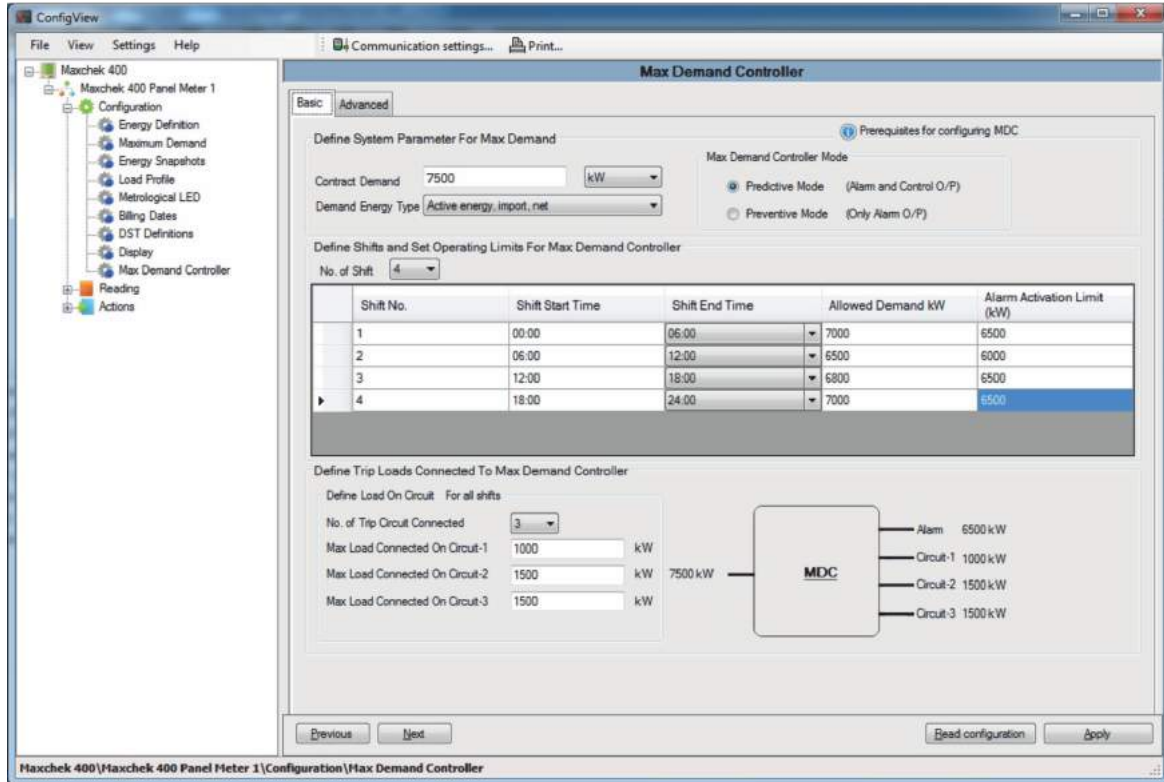 ConfigView
File View Settings Help Communication settings... Print...
Maxchek 400
Maxchek 400 Panel Meter 1
Configuration
Energy Definition
Maximum Demand
Energy Snapshots
Load Profile
Metrological LED
Billing Dates
DST Definitions
Display
Max Demand Controller
Reading
Actions
Max Demand Controller
Basic Advanced
Define System Parameter For Max Demand
Prerequisites for configuring MDC
Contract Demand 7500 kW
Demand Energy Type Active energy, import, net
Max Demand Controller Mode
Predictive Mode (Alarm and Control O/P)
Preventive Mode (Only Alarm O/P)
Define Shifts and Set Operating Limits For Max Demand Controller
No. of Shift 4
Shift No. Shift Start Time Shift End Time Allowed Demand kW Alarm Activation Limit (kW)
1 00:00 06:00 7000 6500
2 06:00 12:00 6500 6000
3 12:00 18:00 6800 6500
4 18:00 24:00 7000 6500
Define Trip Loads Connected To Max Demand Controller
Define Load On Circuit For all shifts
No. of Trip Circuit Connected 3
Max Load Connected On Circuit-1 1000 kW
Max Load Connected On Circuit-2 1500 kW
Max Load Connected On Circuit-3 1500 kW
7500 kW
MDC
Alarm 6500 kW
Circuit-1 1000 kW
Circuit-2 1500 kW
Circuit-3 1500 kW
Previous Next Read configuration Apply
Maxchek 400\Maxchek 400 Panel Meter 1\Configuration\Max Demand Controller